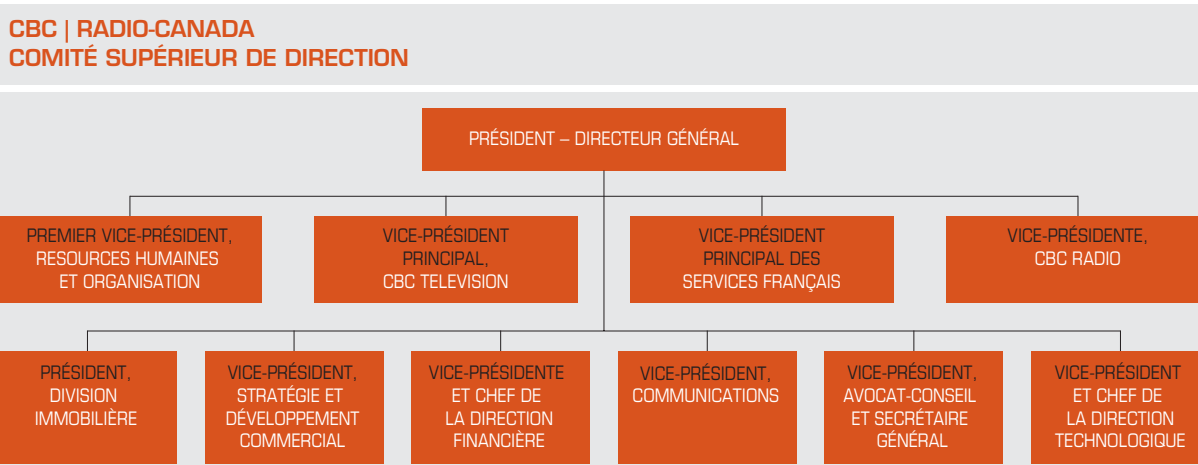 CBC | RADIO-CANADA
COMITÉ SUPÉRIEUR DE DIRECTION
PRÉSIDENT – DIRECTEUR GÉNÉRAL
PREMIER VICE-PRÉSIDENT,
RESOURCES HUMAINES
ET ORGANISATION
VICE-PRÉSIDENT
PRINCIPAL,
CBC TELEVISION
VICE-PRÉSIDENT
PRINCIPAL DES
SERVICES FRANÇAIS
VICE-PRÉSIDENTE,
CBC RADIO
PRÉSIDENT,
DIVISION
IMMOBILIÈRE
VICE-PRÉSIDENT,
STRATÉGIE ET
DÉVELOPPEMENT
COMMERCIAL
VICE-PRÉSIDENTE
ET CHEF DE
LA DIRECTION
FINANCIÈRE
VICE-PRÉSIDENT,
COMMUNICATIONS
VICE-PRÉSIDENT,
AVOCAT-CONSEIL
ET SECRÉTAIRE
GÉNÉRAL
VICE-PRÉSIDENT
ET CHEF DE
LA DIRECTION
TECHNOLOGIQUE